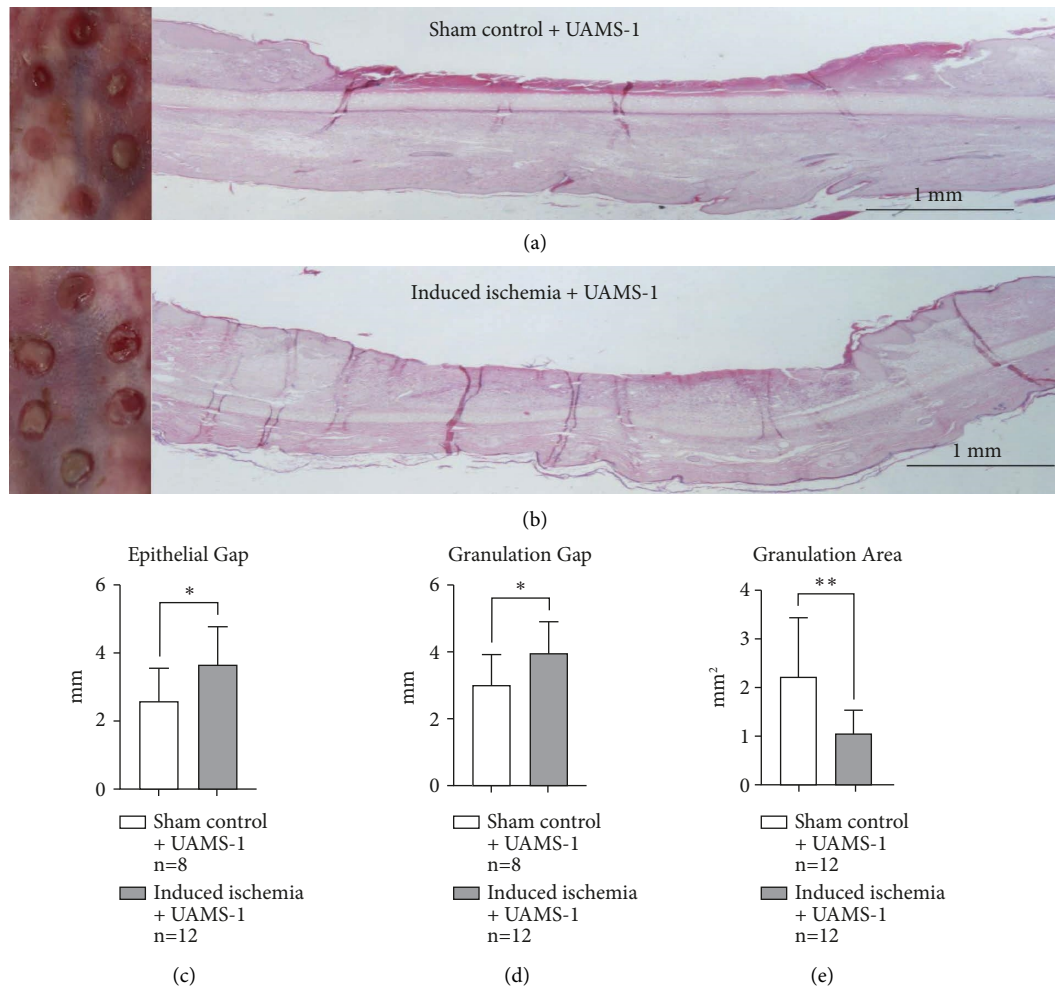 Sham control + UAMS-1
1 mm
(a)
Induced ischemia + UAMS-1
1 mm
(b)
Epithelial Gap
6
4
2
0
mm
*
Sham control
+ UAMS-1
n=8
Induced ischemia
+ UAMS-1
n=12
(c)
Granulation Gap
6
4
2
0
mm
*
Sham control
+ UAMS-1
n=8
Induced ischemia
+ UAMS-1
n=12
(d)
Granulation Area
4
3
2
1
0
mm²
**
Sham control
+ UAMS-1
n=12
Induced ischemia
+ UAMS-1
n=12
(e)